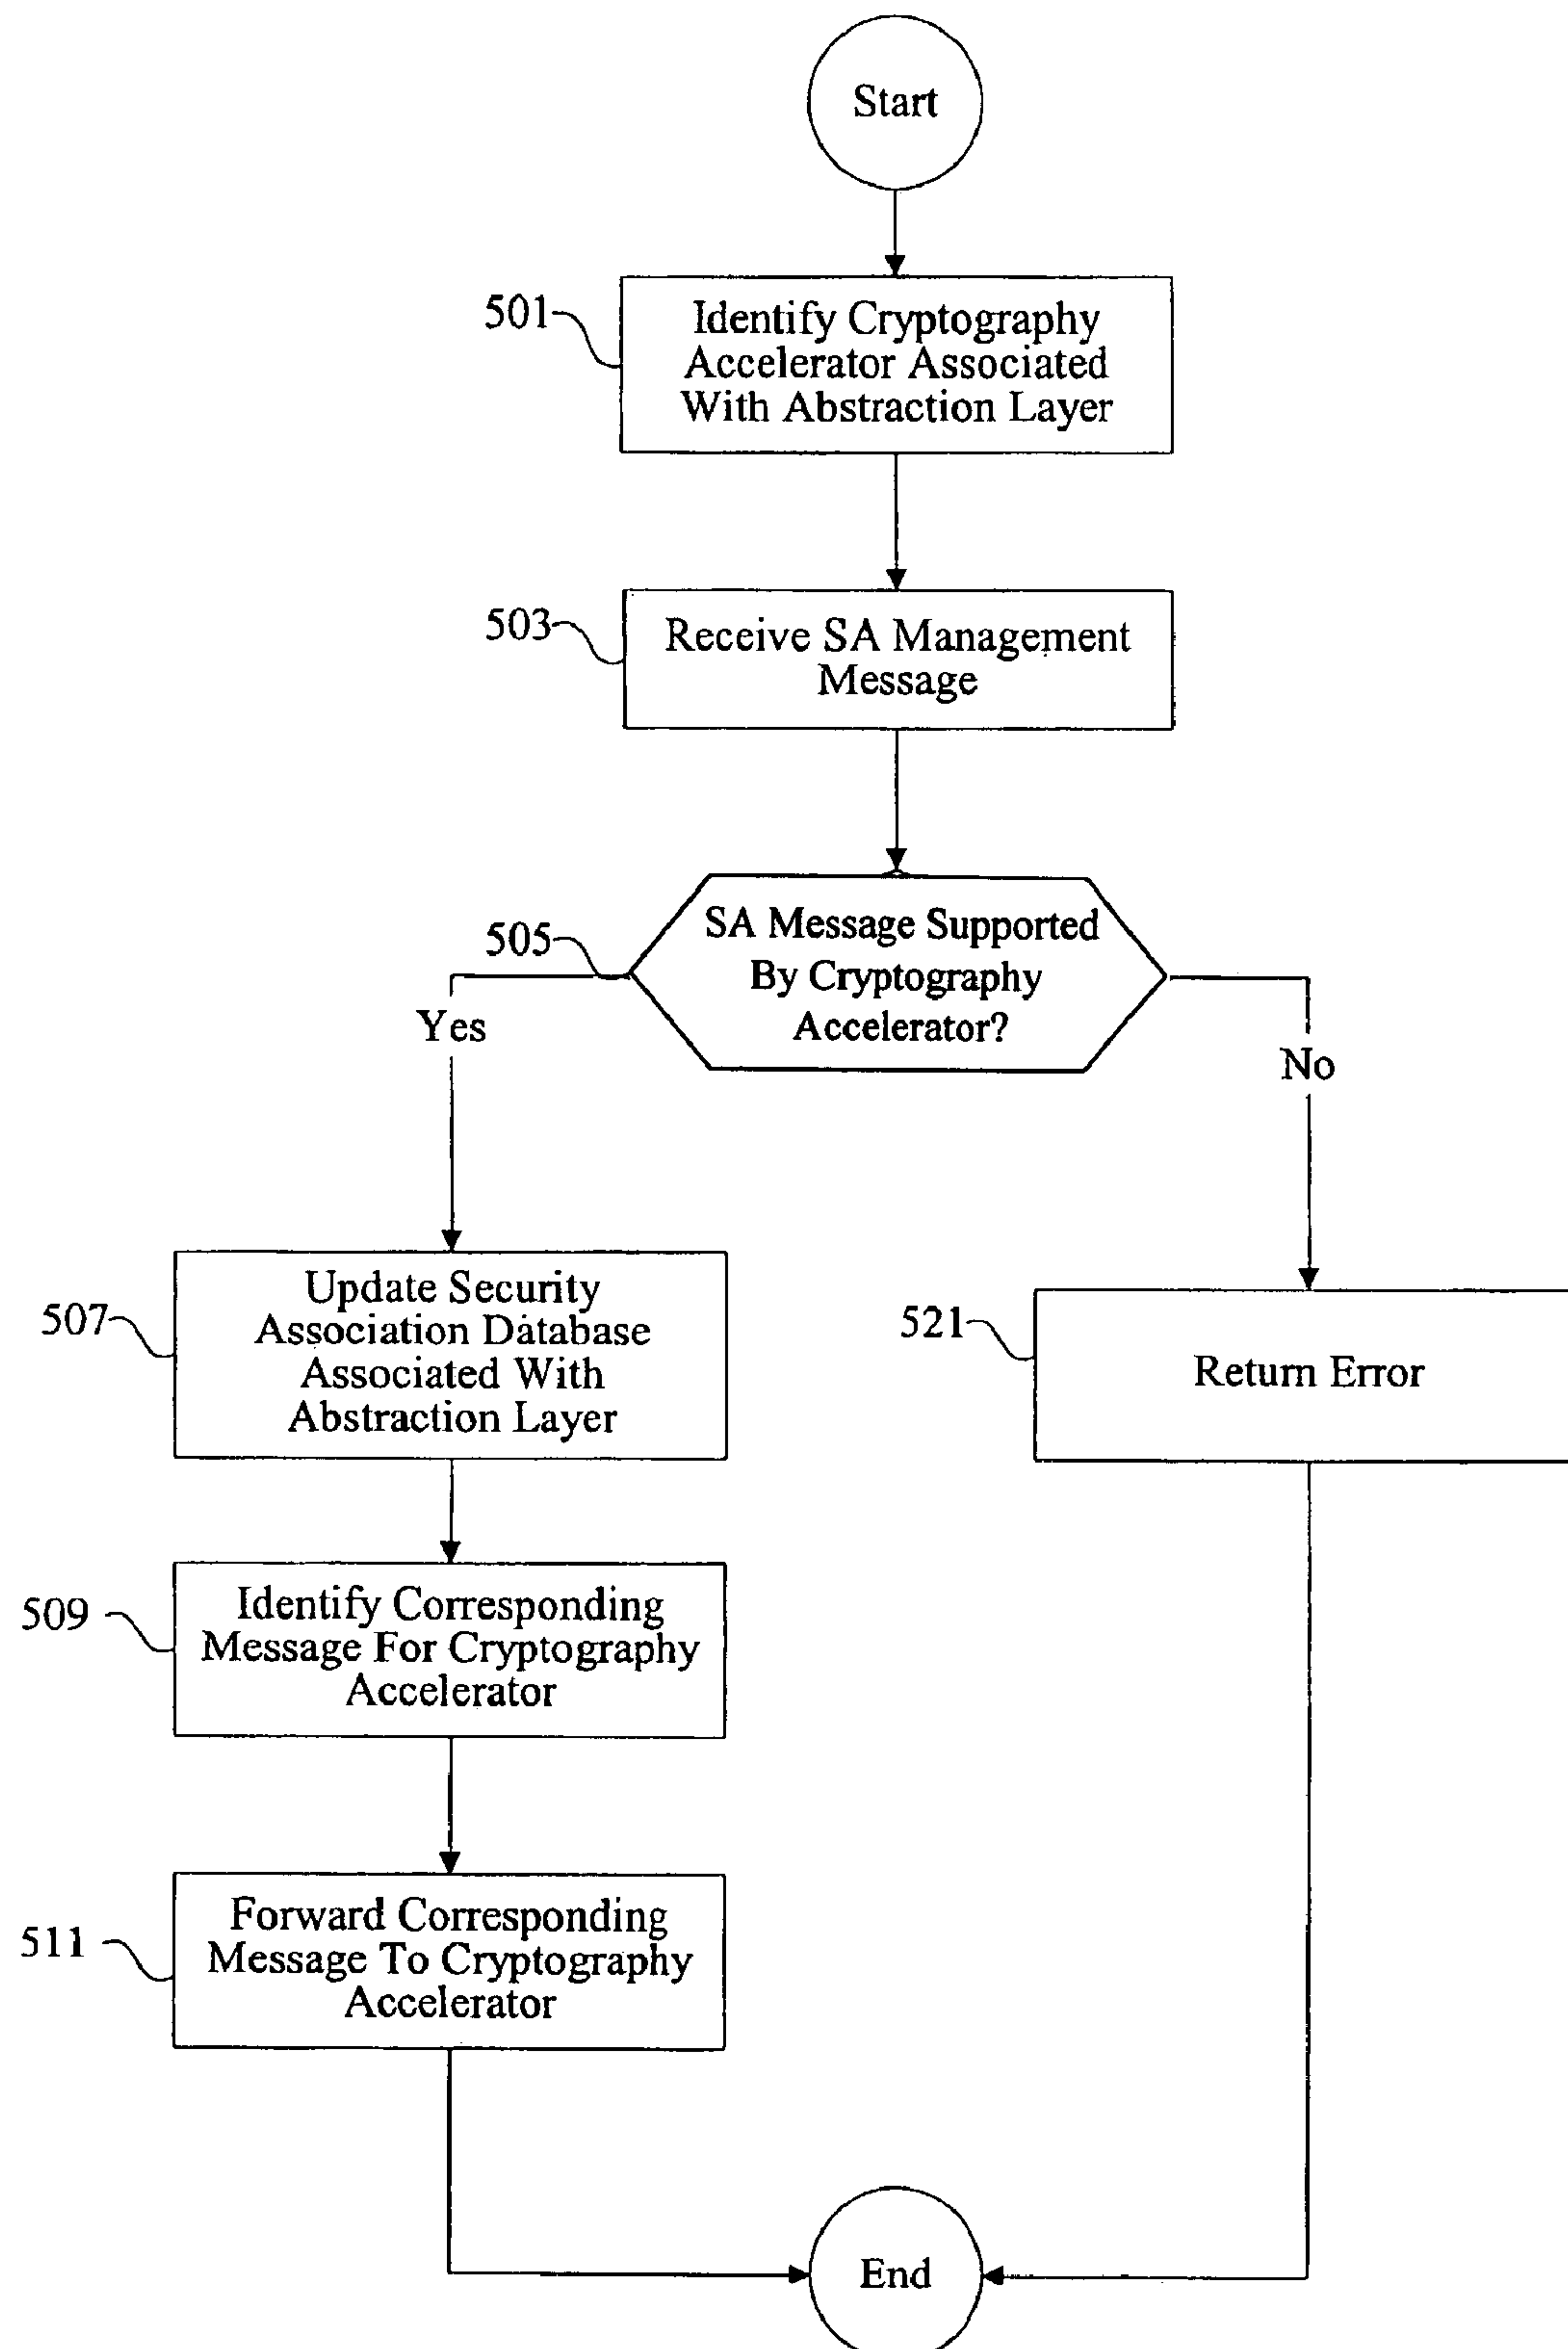 Start
501
Identify Cryptography
Accelerator Associated
With Abstraction Layer
503
Receive SA Management
Message
505
SA Message Supported
By Cryptography
Accelerator?
Yes
No
507
Update Security
Association Database
Associated With
Abstraction Layer
521
Return Error
509
Identify Corresponding
Message For Cryptography
Accelerator
511
Forward Corresponding
Message To Cryptography
Accelerator
End